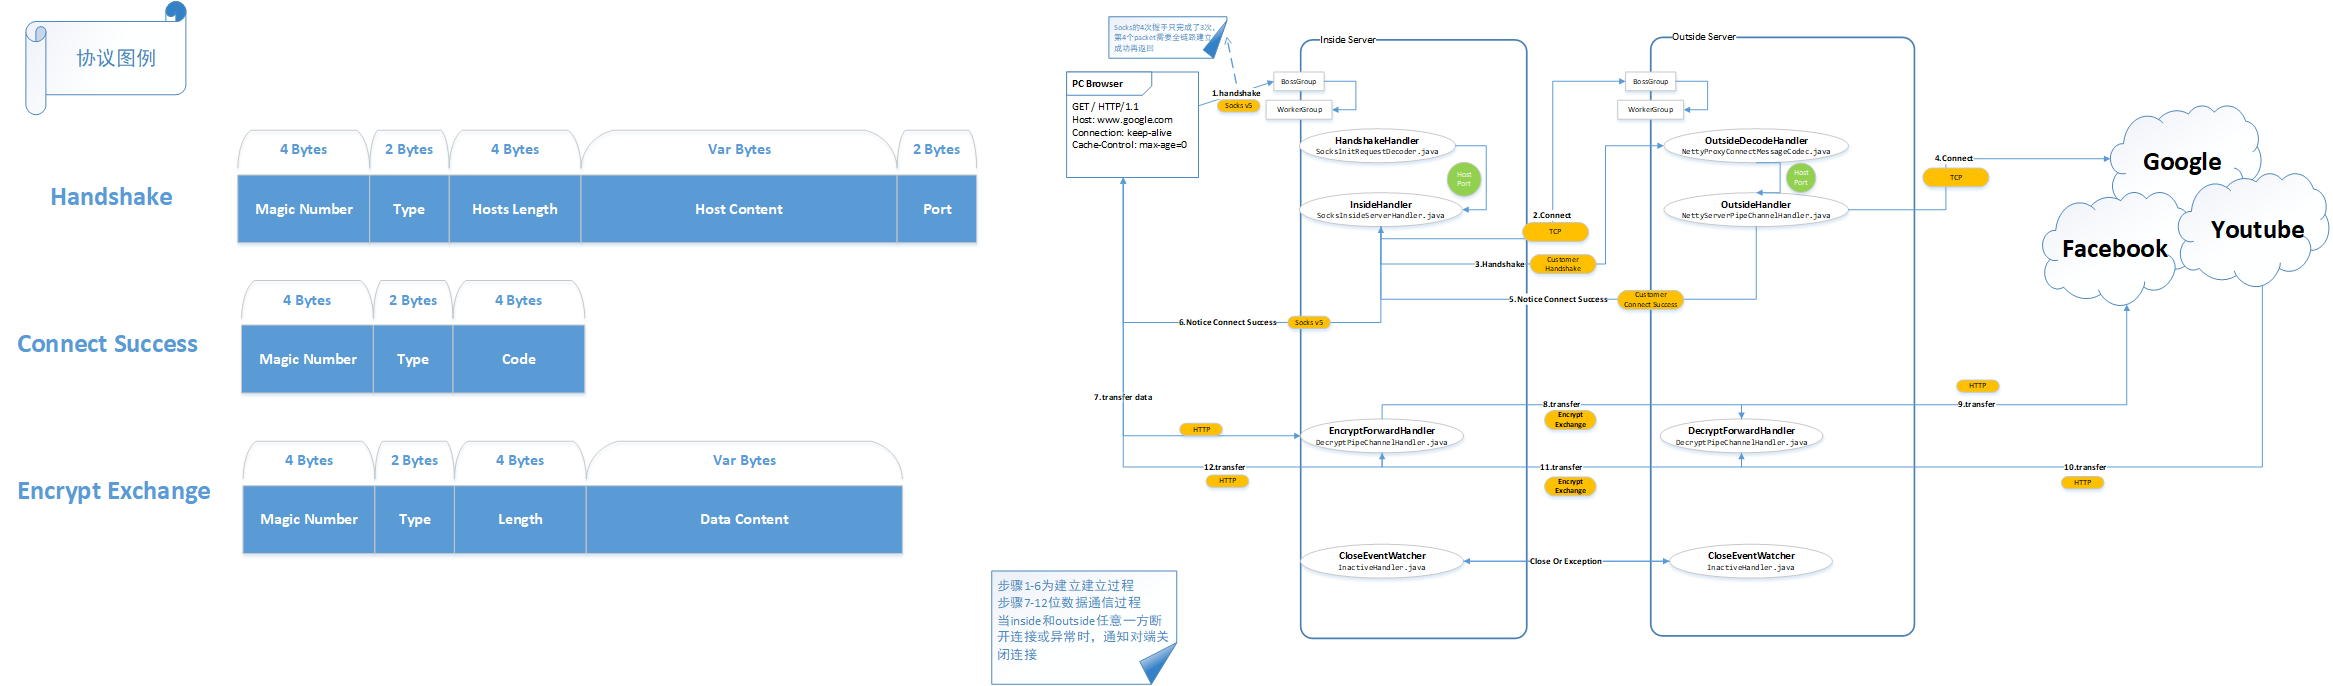 协议图例
4 Bytes
2 Bytes
4 Bytes
Var Bytes
2 Bytes
Handshake
Magic Number
Type
Hosts Length
Host Content
Port
4 Bytes
2 Bytes
4 Bytes
Connect Success
Magic Number
Type
Code
4 Bytes
2 Bytes
4 Bytes
Var Bytes
Encrypt Exchange
Magic Number
Type
Length
Data Content
Socks的4次握手只完成了3次,
第4个packet需要全链路建立
成功再返回
PC Browser
GET / HTTP/1.1
Host: www.google.com
Connection: keep-alive
Cache-Control: max-age=0
1.handshake
Socks v5
Inside Server
BossGroup
WorkerGroup
HandshakeHandler
SocksInitRequestDecoder.java
Host
Port
InsideHandler
SocksInsideServerHandler.java
2.Connect
TCP
3.Handshake
Customer
Handshake
Outside Server
BossGroup
WorkerGroup
OutsideDecodeHandler
NettyProxyConnectMessageCodec.java
Host
Port
OutsideHandler
NettyServerPipeChannelHandler.java
4.Connect
TCP
Google
Facebook
Youtube
5.Notice Connect Success
Customer
Connect Success
6.Notice Connect Success
Socks v5
7.transfer data
HTTP
EncryptForwardHandler
DecryptPipeChannelHandler.java
8.transfer
Encrypt
Exchange
DecryptForwardHandler
DecryptPipeChannelHandler.java
HTTP
9.transfer
12.transfer
HTTP
11.transfer
Encrypt
Exchange
10.transfer
HTTP
CloseEventWatcher
InactiveHandler.java
Close Or Exception
CloseEventWatcher
InactiveHandler.java
步骤1-6为建立建立过程
步骤7-12位数据通信过程
当inside和outside任意一方断
开连接或异常时，通知对端关
闭连接